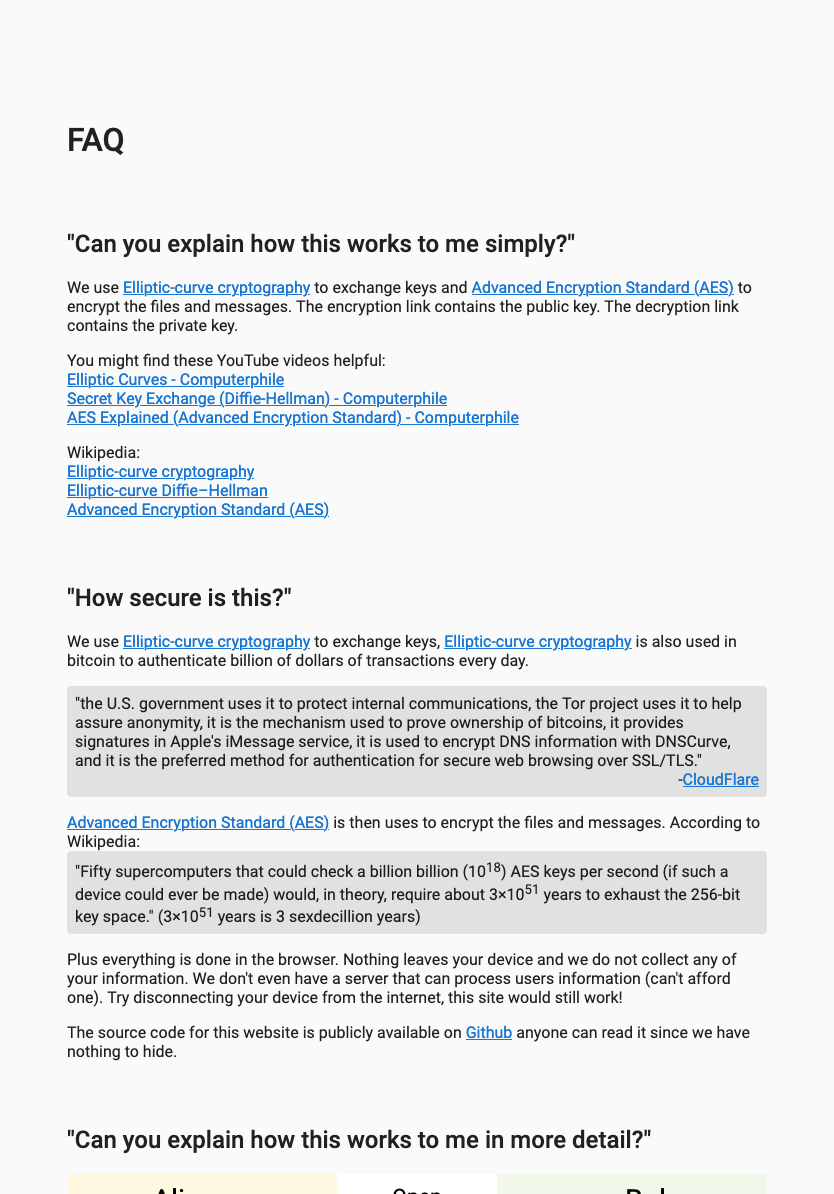 FAQ
"Can you explain how this works to me simply?"
We use Elliptic-curve cryptography to exchange keys and Advanced Encryption Standard (AES) to
encrypt the files and messages. The encryption link contains the public key. The decryption link
contains the private key.
You might find these YouTube videos helpful:
Elliptic Curves - Computerphile
Secret Key Exchange (Diffie-Hellman) - Computerphile
AES Explained (Advanced Encryption Standard) - Computerphile
Wikipedia:
Elliptic-curve cryptography
Elliptic-curve Diffie–Hellman
Advanced Encryption Standard (AES)
"How secure is this?"
We use Elliptic-curve cryptography to exchange keys, Elliptic-curve cryptography is also used in
bitcoin to authenticate billion of dollars of transactions every day.
"the U.S. government uses it to protect internal communications, the Tor project uses it to help
assure anonymity, it is the mechanism used to prove ownership of bitcoins, it provides
signatures in Apple's iMessage service, it is used to encrypt DNS information with DNSCurve,
and it is the preferred method for authentication for secure web browsing over SSL/TLS."
-CloudFlare
Advanced Encryption Standard (AES) is then uses to encrypt the files and messages. According to
Wikipedia:
"Fifty supercomputers that could check a billion billion (10¹⁸) AES keys per second (if such a
device could ever be made) would, in theory, require about 3×10⁵¹ years to exhaust the 256-bit
key space." (3×10⁵¹ years is 3 sexdecillion years)
Plus everything is done in the browser. Nothing leaves your device and we do not collect any of
your information. We don't even have a server that can process users information (can't afford
one). Try disconnecting your device from the internet, this site would still work!
The source code for this website is publicly available on Github anyone can read it since we have
nothing to hide.
"Can you explain how this works to me in more detail?"